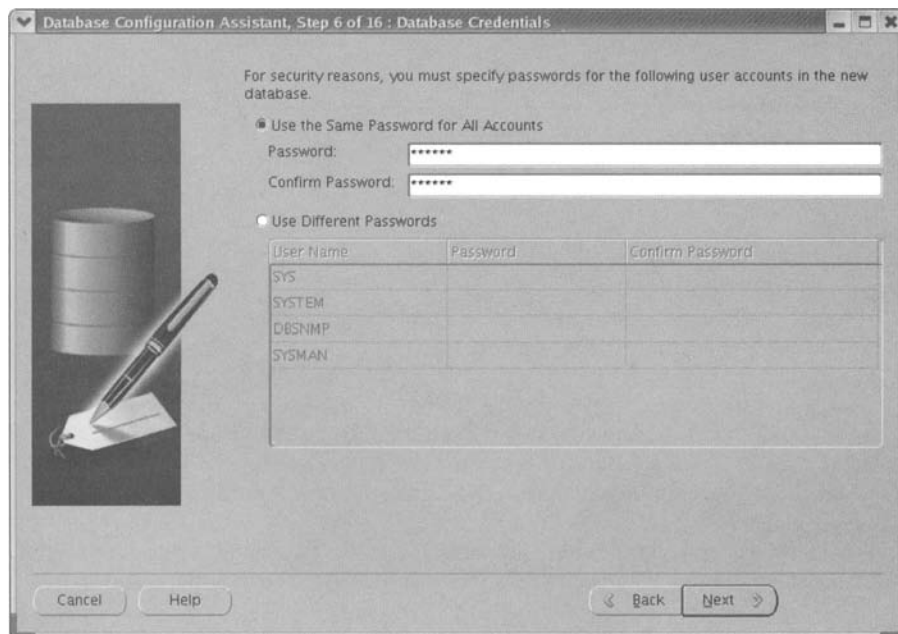 Database Configuration Assistant, Step 6 of 16 : Database Credentials
For security reasons, you must specify passwords for the following user accounts in the new
database.
Use the Same Password for All Accounts
Password: ******
Confirm Password: ******
Use Different Passwords
User Name Password Confirm Password
SYS
SYSTEM
DBSNMP
SYSMAN
Cancel Help Back Next